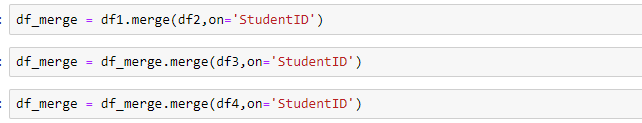 df_merge = df1.merge(df2,on='StudentID')
df_merge = df_merge.merge(df3,on='StudentID')
df_merge = df_merge.merge(df4,on='StudentID')